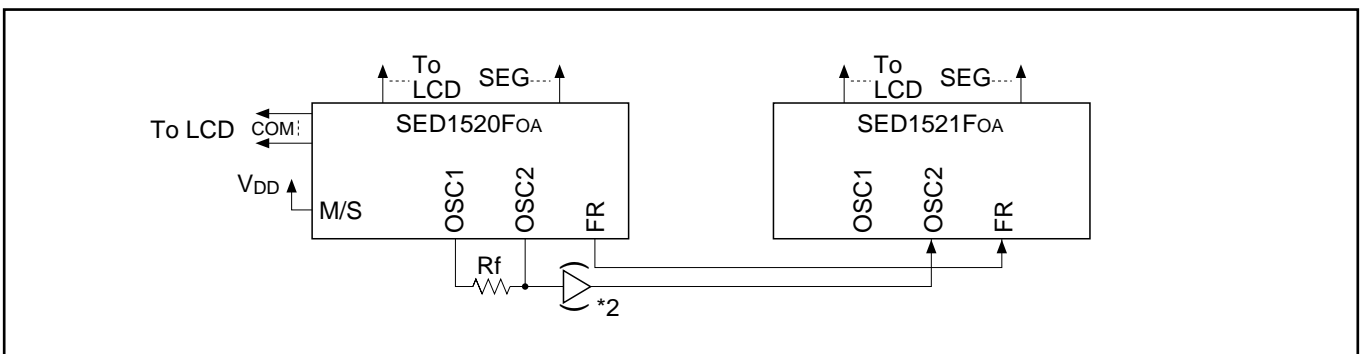 To LCD SEG
To LCD SEG
SED1520FOA
SED1521FOA
To LCD COM
VDD
M/S
OSC1
OSC2
FR
OSC1
OSC2
FR
Rf
*2